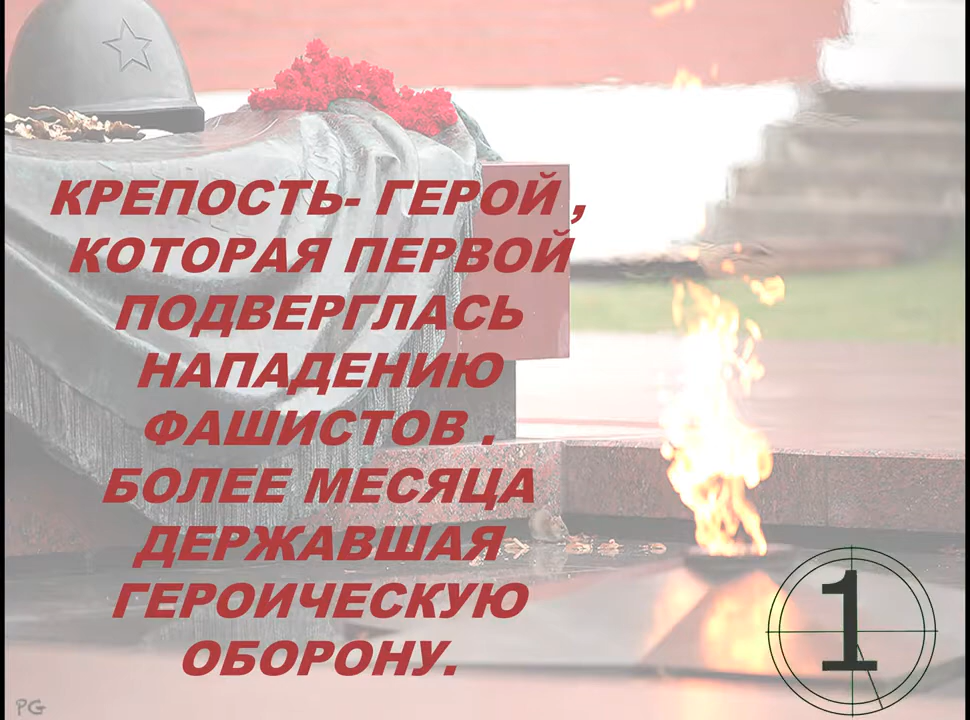 КРЕПОСТЬ- ГЕРОЙ ,
КОТОРАЯ ПЕРВОЙ
ПОДВЕРГЛАСЬ
НАПАДЕНИЮ
ФАШИСТОВ .
БОЛЕЕ МЕСЯЦА
ДЕРЖАВШАЯ
ГЕРОИЧЕСКУЮ
ОБОРОНУ.
1
PG